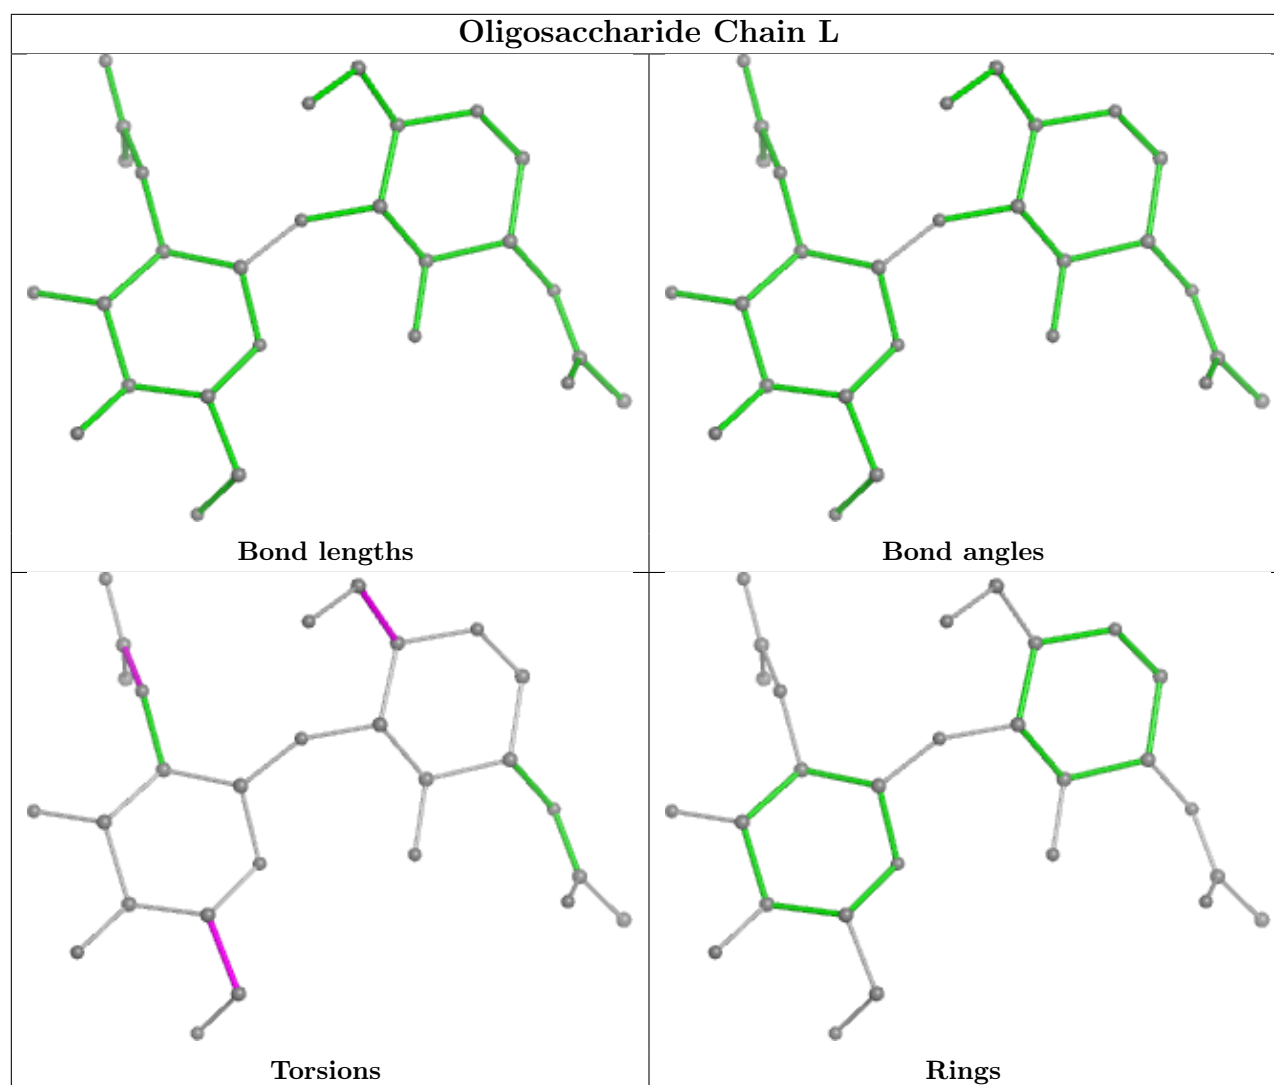 Oligosaccharide Chain L
Bond lengths
Bond angles
Torsions
Rings